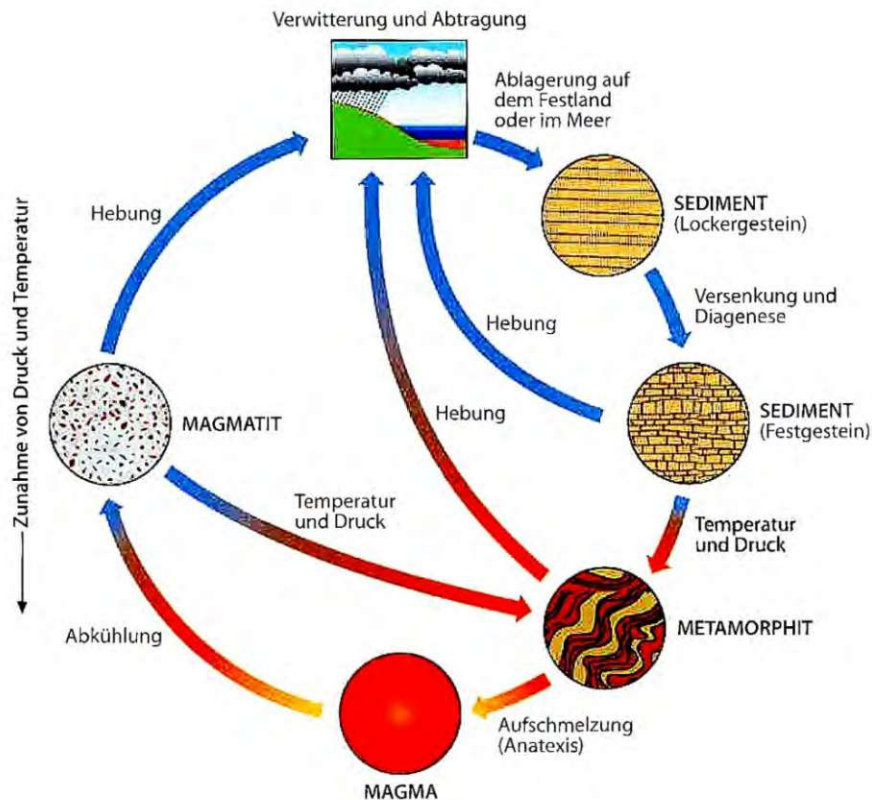 Verwitterung und Abtragung
Ablagerung auf
dem Festland
oder im Meer
SEDIMENT
(Lockergestein)
Versenkung und
Diagenese
SEDIMENT
(Festgestein)
Temperatur
und Druck
METAMORPHIT
Aufschmelzung
(Anatexis)
MAGMA
Abkühlung
MAGMATIT
Hebung
Temperatur
und Druck
Hebung
Hebung
Zunahme von Druck und Temperatur